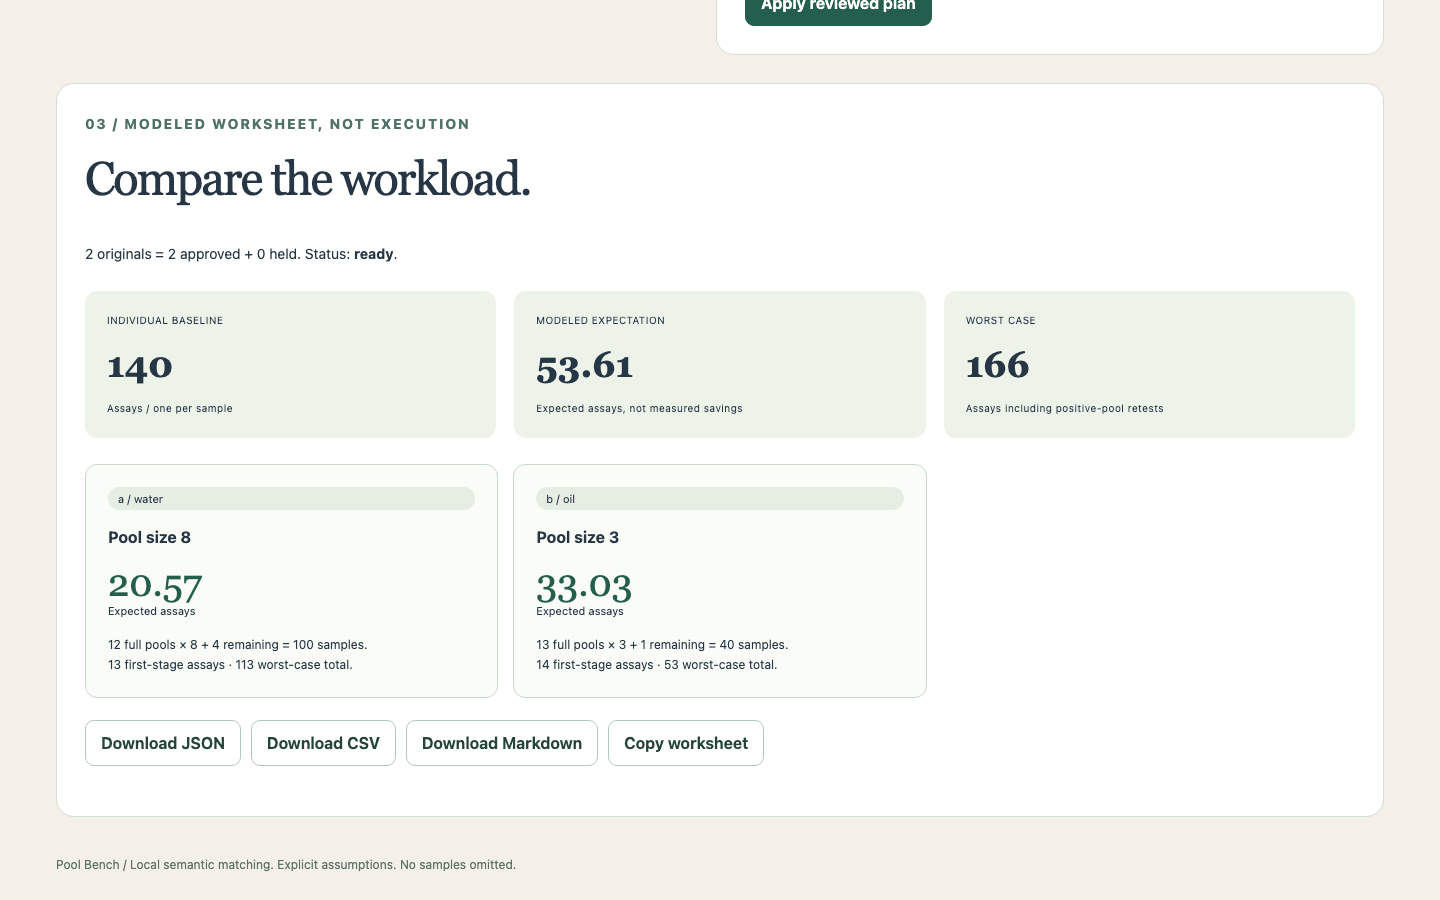 Apply reviewed plan
03 / MODELED WORKSHEET, NOT EXECUTION
Compare the workload.
2 originals = 2 approved + 0 held. Status: ready.
INDIVIDUAL BASELINE
140
Assays / one per sample
MODELED EXPECTATION
53.61
Expected assays, not measured savings
WORST CASE
166
Assays including positive-pool retests
a / water
Pool size 8
20.57
Expected assays
12 full pools × 8 + 4 remaining = 100 samples.
13 first-stage assays · 113 worst-case total.
b / oil
Pool size 3
33.03
Expected assays
13 full pools × 3 + 1 remaining = 40 samples.
14 first-stage assays · 53 worst-case total.
Download JSON
Download CSV
Download Markdown
Copy worksheet
Pool Bench / Local semantic matching. Explicit assumptions. No samples omitted.